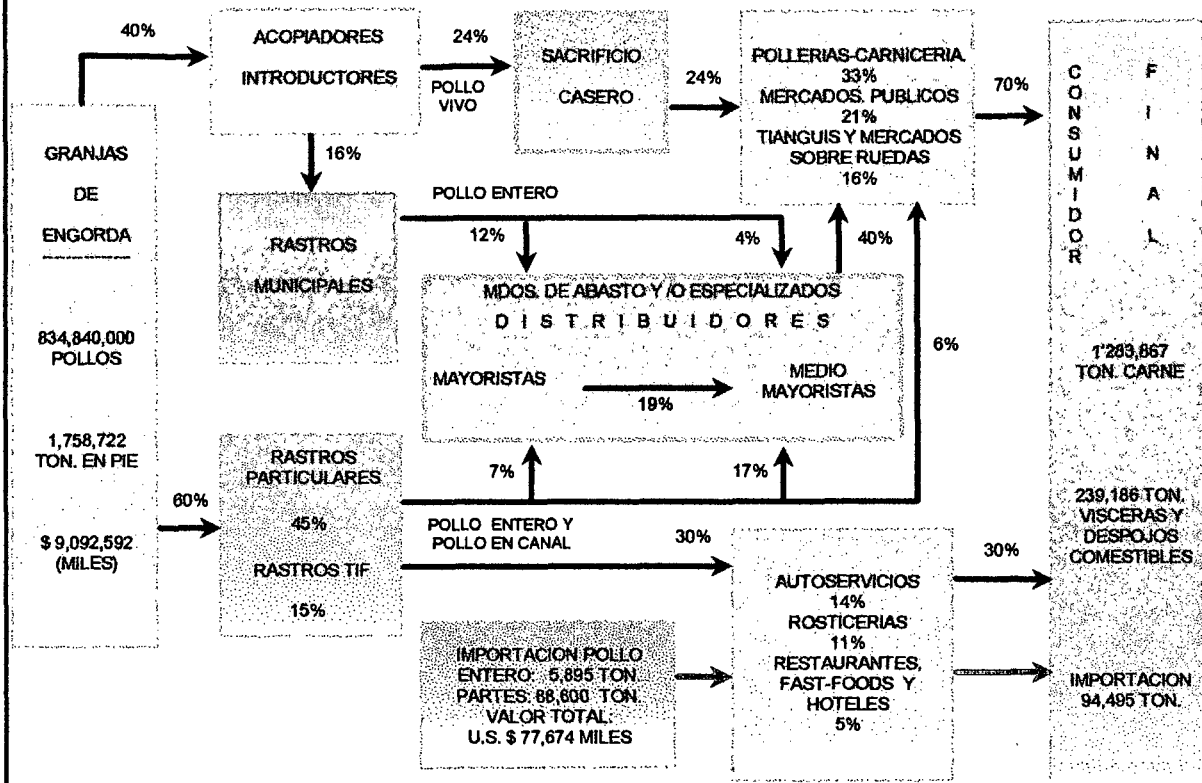 40%
ACOPIADORES
INTRODUCTORES
24%
POLLO
VIVO
SACRIFICIO
CASERO
24%
POLLERIAS-CARNICERIA.
33%
MERCADOS. PUBLICOS
21%
TIANGUIS Y MERCADOS
SOBRE RUEDAS
16%
70%
CONSUMIDOR
FINAL
GRANJAS
DE
ENGORDA
834,840,000
POLLOS
1,758,722
TON. EN PIE
$ 9,092,592
(MILES)
16%
RASTROS
MUNICIPALES
POLLO ENTERO
12%
4%
40%
MDOS. DE ABASTO Y /O ESPECIALIZADOS
D I S T R I B U I D O R E S
MAYORISTAS
19%
MEDIO
MAYORISTAS
6%
60%
RASTROS
PARTICULARES
45%
RASTROS TIF
15%
7%
17%
POLLO ENTERO Y
POLLO EN CANAL
30%
AUTOSERVICIOS
14%
ROSTICERIAS
11%
RESTAURANTES,
FAST-FOODS Y
HOTELES
5%
30%
IMPORTACION POLLO
ENTERO: 5,895 TON.
PARTES: 88,600 TON.
VALOR TOTAL:
U.S. $ 77,674 MILES
TON. CARNE
239,186 TON.
VISCERAS Y
DESPOJOS
COMESTIBLES
IMPORTACION
94,495 TON.